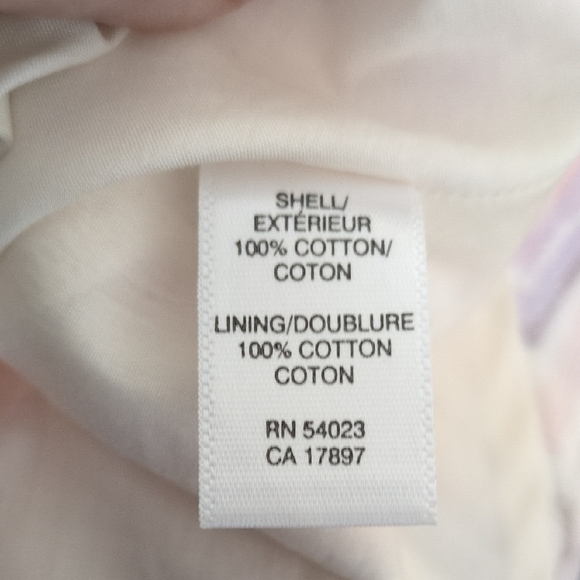 SHELL/
EXTÉRIEUR
100% COTTON/
COTON
LINING/DOUBLURE
100% COTTON
COTON
RN 54023
CA 17897